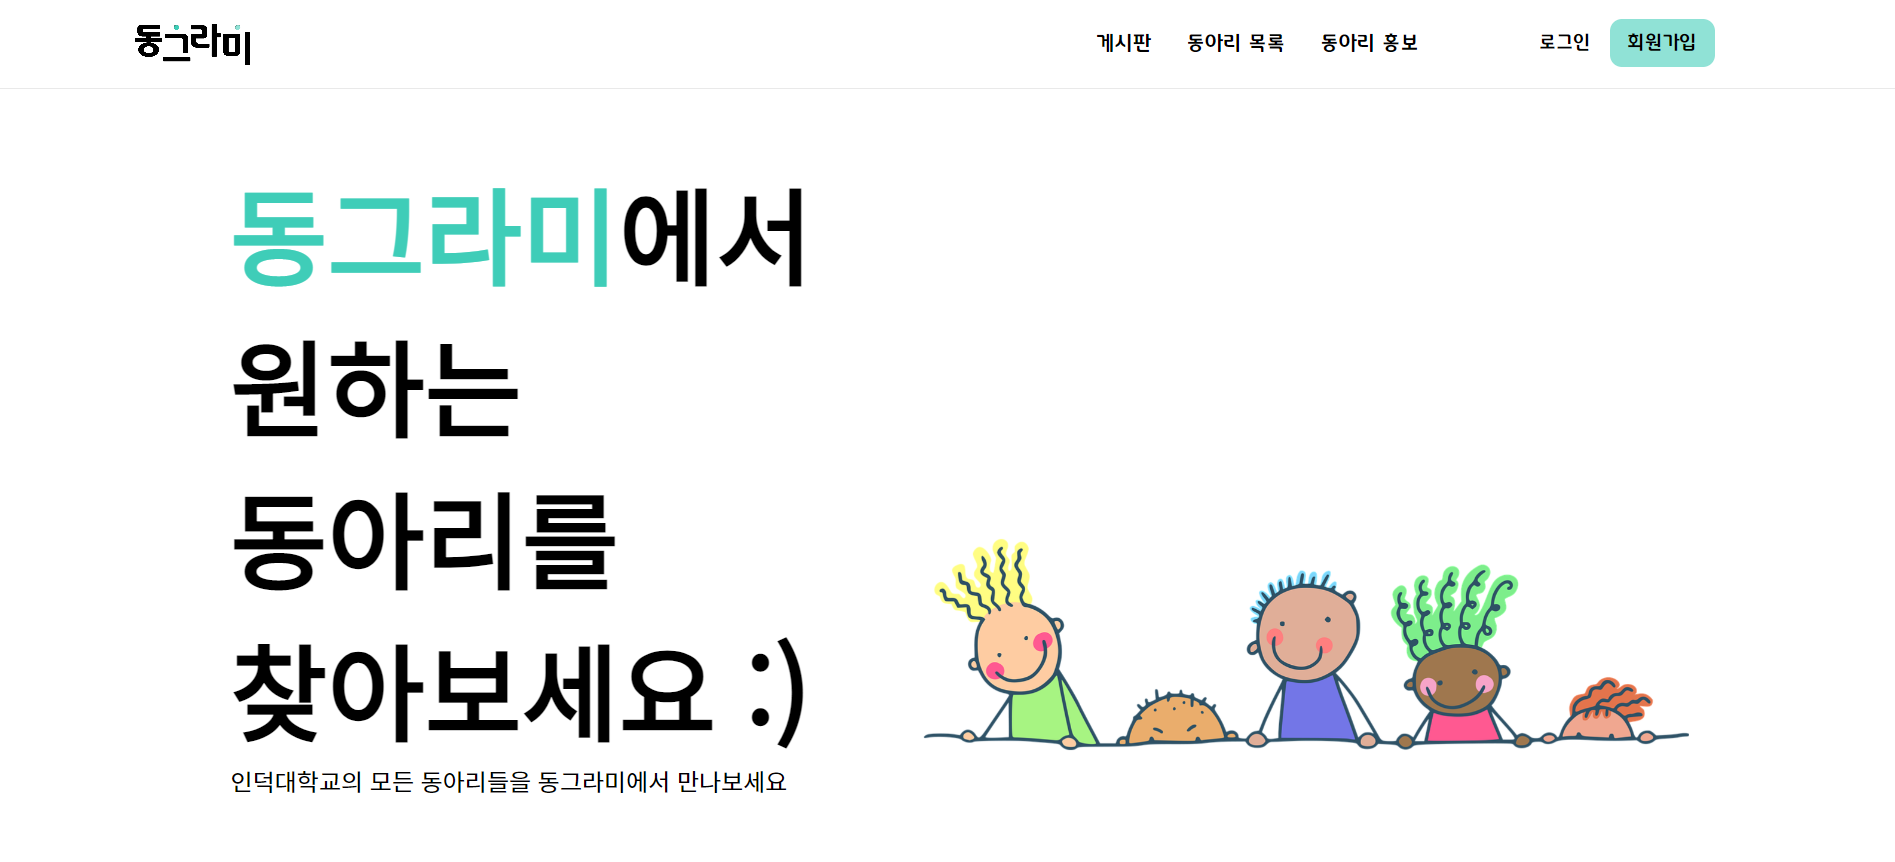 동그라미
게시판 동아리 목록 동아리 홍보 로그인 회원가입
동그라미에서
원하는
동아리를
찾아보세요 :)
인덕대학교의 모든 동아리들을 동그라미에서 만나보세요